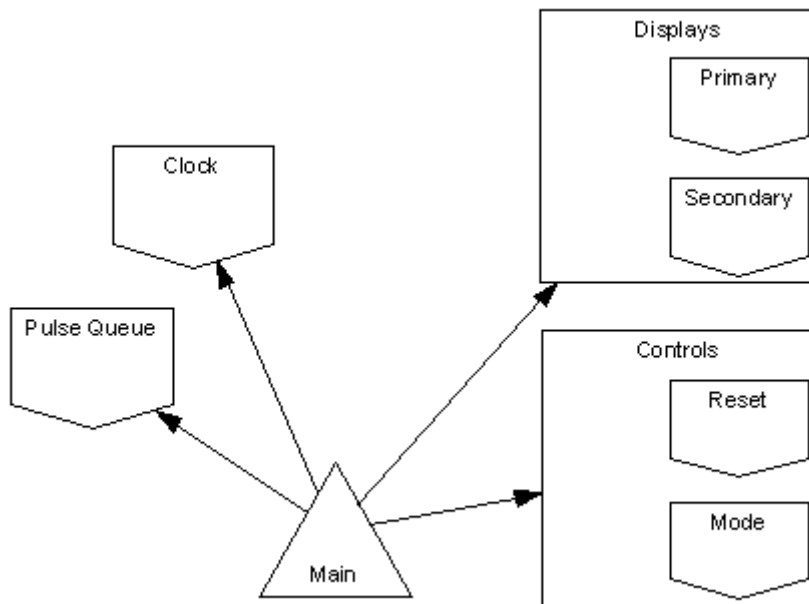 Displays
Primary
Clock
Secondary
Pulse Queue
Controls
Reset
Mode
Main